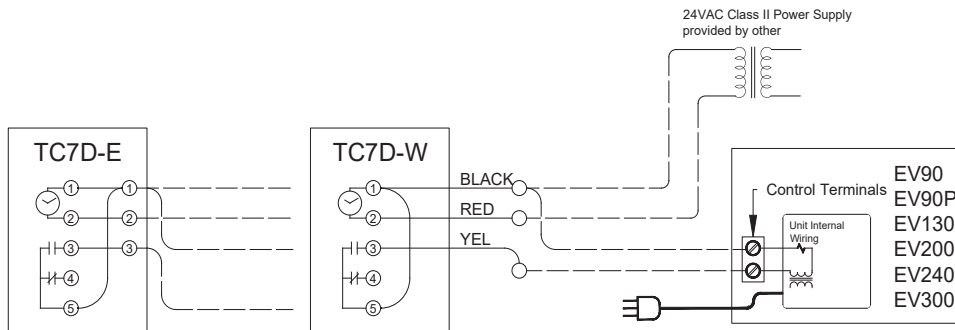 24VAC Class II Power Supply
provided by other
TC7D-E
1
1
2
2
3
3
4
5
TC7D-W
1
2
3
4
5
BLACK
RED
YEL
Control Terminals
Unit Internal
Wiring
EV90
EV90P
EV130
EV200
EV240
EV300